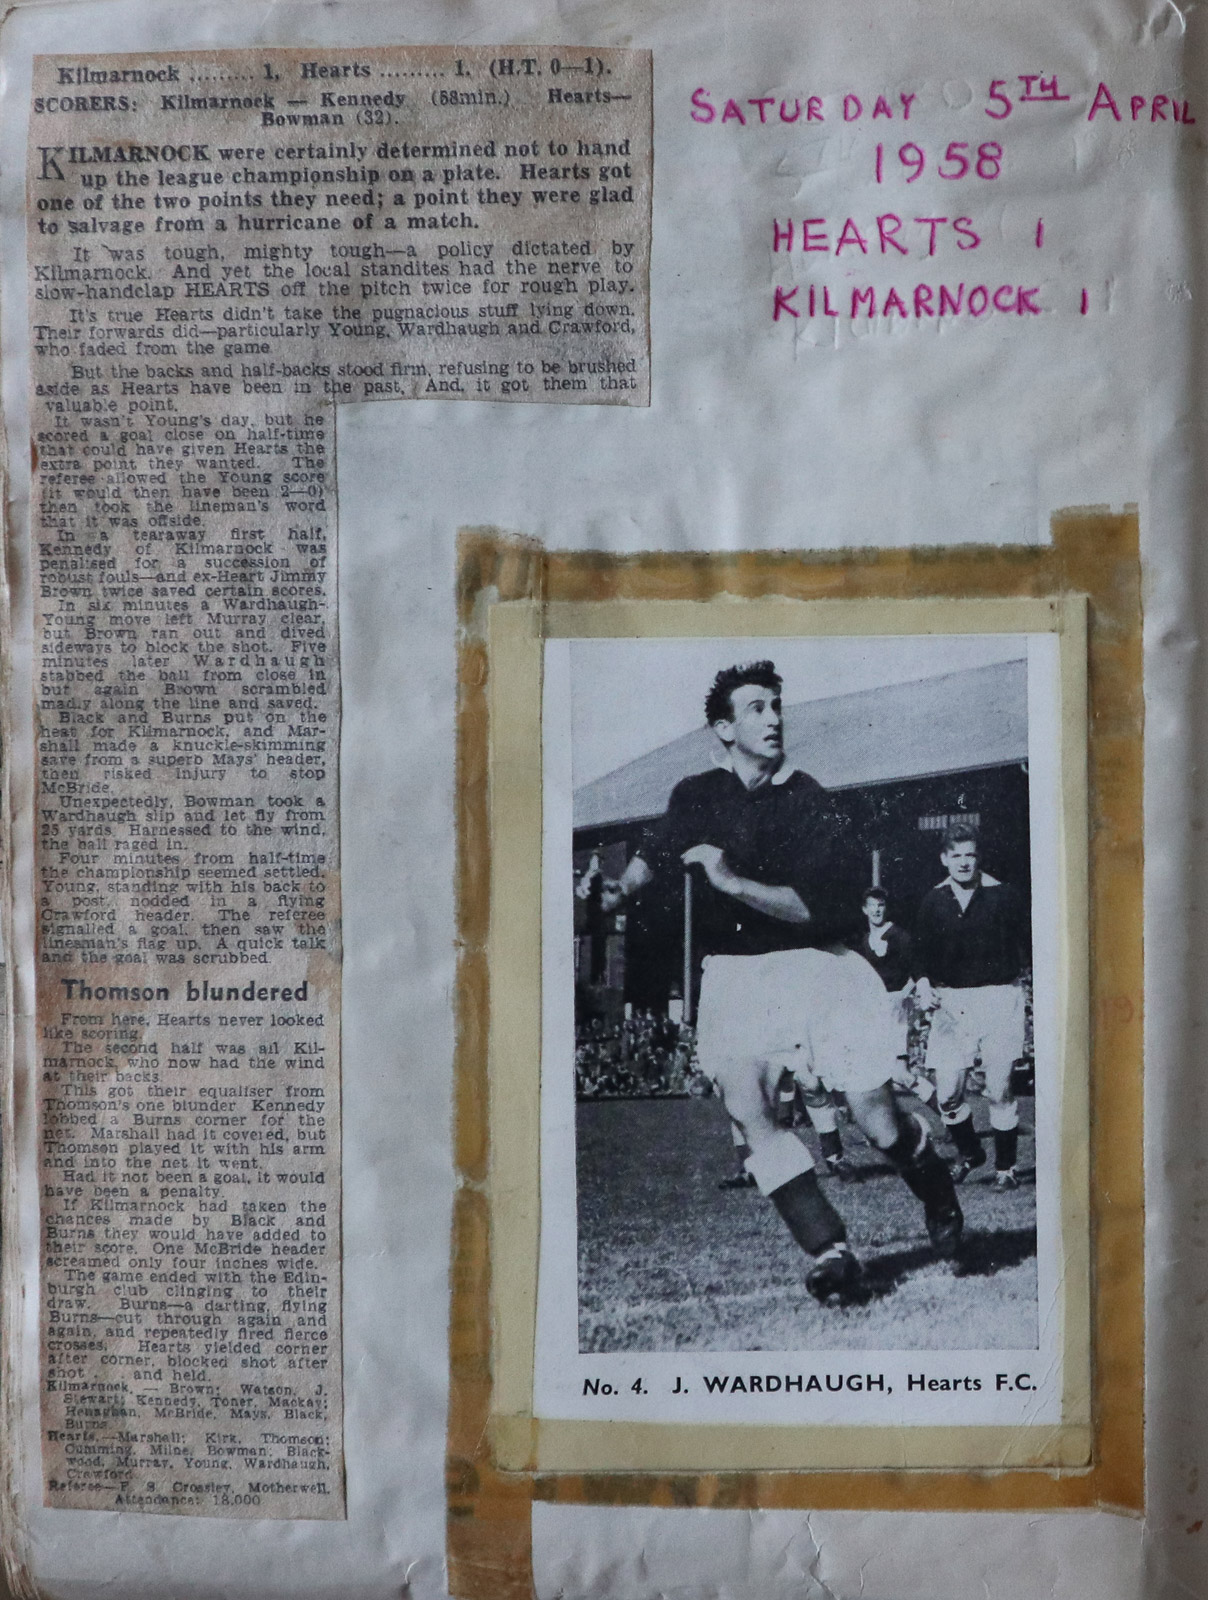 Kilmarnock ......... 1, Hearts ......... 1. (H.T. 0—1).
SCORERS: Kilmarnock — Kennedy (58min.) Hearts—
Bowman (32).
KILMARNOCK were certainly determined not to hand
up the league championship on a plate. Hearts got
one of the two points they need; a point they were glad
to salvage from a hurricane of a match.
It was tough, mighty tough—a policy dictated by
Kilmarnock. And yet the local standites had the nerve to
slow-handclap HEARTS off the pitch twice for rough play.
It's true Hearts didn't take the pugnacious stuff lying down.
Their forwards did—particularly Young, Wardhaugh and Crawford,
who faded from the game
But the backs and half-backs stood firm, refusing to be brushed
aside as Hearts have been in the past. And, it got them that
valuable point.
It wasn't Young's day, but he
scored a goal close on half-time
that could have given Hearts the
extra point they wanted. The
referee allowed the Young score
(it would then have been 2—0)
then took the lineman's word
that it was offside.
In a tearaway first half,
Kennedy of Kilmarnock was
penalised for a succession of
robust fouls—and ex-Heart Jimmy
Brown twice saved certain scores.
In six minutes a Wardhaugh-
Young move left Murray clear,
but Brown ran out and dived
sideways to block the shot. Five
minutes later Wardhaugh
stabbed the ball from close in
but again Brown scrambled
madly along the line and saved.
Black and Burns put on the
heat for Kilmarnock, and Mar-
shall made a knuckle-skimming
save from a superb Mays' header,
then risked injury to stop
McBride.
Unexpectedly, Bowman took a
Wardhaugh slip and let fly from
25 yards. Harnessed to the wind,
the ball raged in.
Four minutes from half-time
the championship seemed settled.
Young, standing with his back to
a post, nodded in a flying
Crawford header. The referee
signalled a goal, then saw the
lineaman's flag up. A quick talk
and the goal was scrubbed.
Thomson blundered
From here, Hearts never looked
like scoring.
The second half was all Kil-
marnock, who now had the wind
at their backs.
This got their equaliser from
Thomson's one blunder Kennedy
lobbed a Burns corner for the
net. Marshall had it covered, but
Thomson played it with his arm
and into the net it went.
Had it not been a goal, it would
have been a penalty.
If Kilmarnock had taken the
chances made by Black and
Burns they would have added to
their score. One McBride header
screamed only four inches wide.
The game ended with the Edin-
burgh club clinging to their
draw. Burns—a darting, flying
Burns—cut through again and
again, and repeatedly fired fierce
crosses. Hearts yielded corner
after corner, blocked shot after
shot . . and held.
Kilmarnock. — Brown; Watson, J.
Stewart; Kennedy, Toner, Mackay;
Henaghan, McBride, Mays, Black,
Burns.
Hearts.—Marshall; Kirk, Thomson;
Cumming, Milne, Bowman; Black-
wood, Murray, Young, Wardhaugh,
Crawford.
Referee—F. S. Crossley, Motherwell.
Attendance: 18,000
SATURDAY 5TH APRIL
1958
HEARTS 1
KILMARNOCK 1
No. 4. J. WARDHAUGH, Hearts F.C.